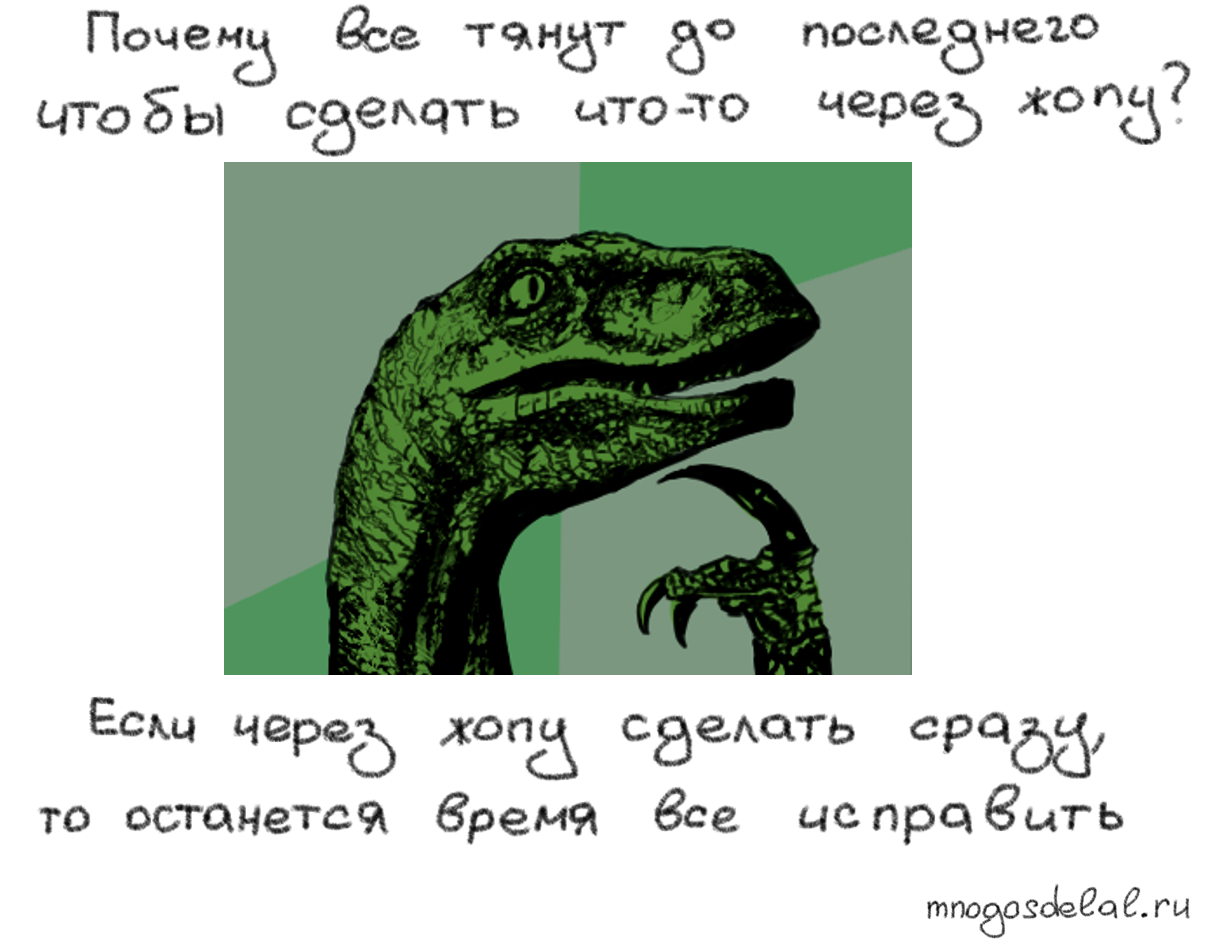 Почему все тянут до последнего
чтобы сделать что-то через жопу?
Если через жопу сделать сразу,
то останется время все исправить
mnogosdelal.ru